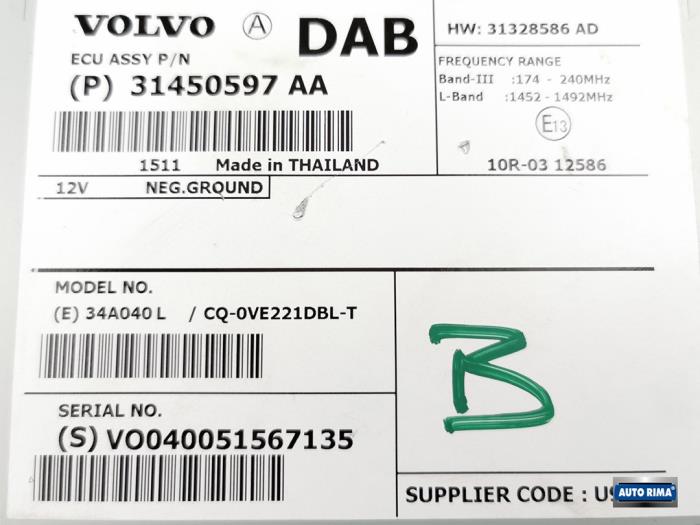 VOLVO A DAB HW: 31328586 AD
ECU ASSY P/N
(P) 31450597 AA
FREQUENCY RANGE
Band-III :174 - 240MHz
L-Band :1452 - 1492MHz
E13
1511 Made in THAILAND
10R-03 12586
12V NEG.GROUND
MODEL NO.
(E) 34A040 L / CQ-0VE221DBL-T
B
SERIAL NO.
(S) VO040051567135
SUPPLIER CODE :
AUTO RIMA